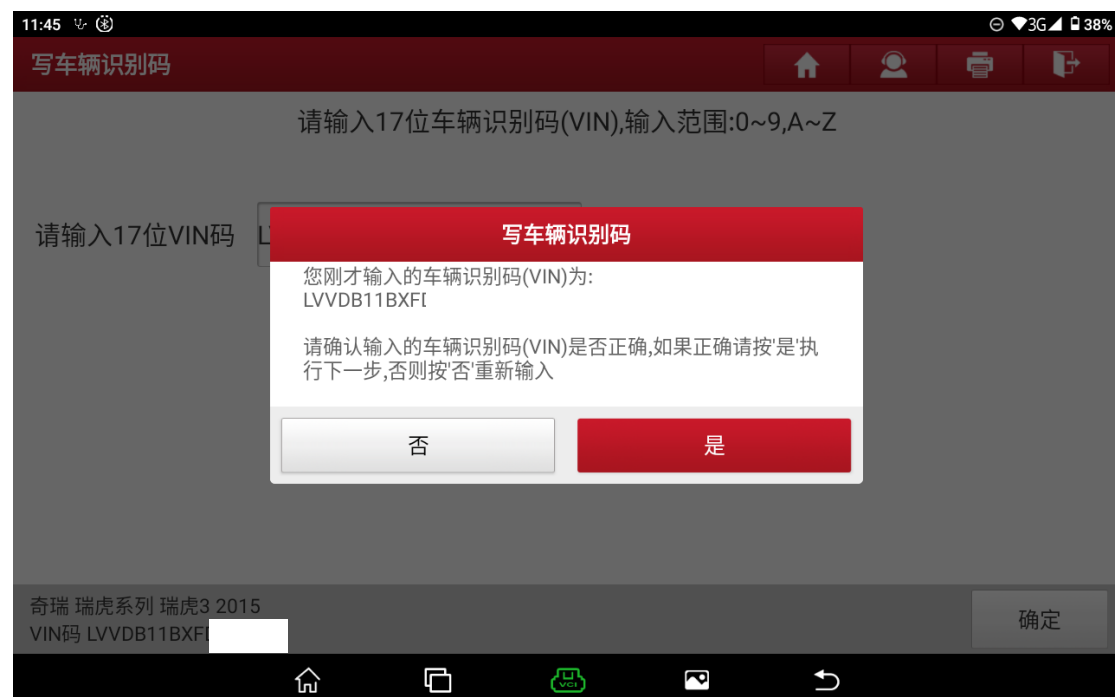 11:45
3G 38%
写车辆识别码
请输入17位车辆识别码(VIN),输入范围:0~9,A~Z
请输入17位VIN码 L
写车辆识别码
您刚才输入的车辆识别码(VIN)为:
LVVDB11BXF
请确认输入的车辆识别码(VIN)是否正确,如果正确请按'是'执
行下一步,否则按'否'重新输入
否
是
奇瑞 瑞虎系列 瑞虎3 2015
VIN码 LVVDB11BXF
确定
VCI